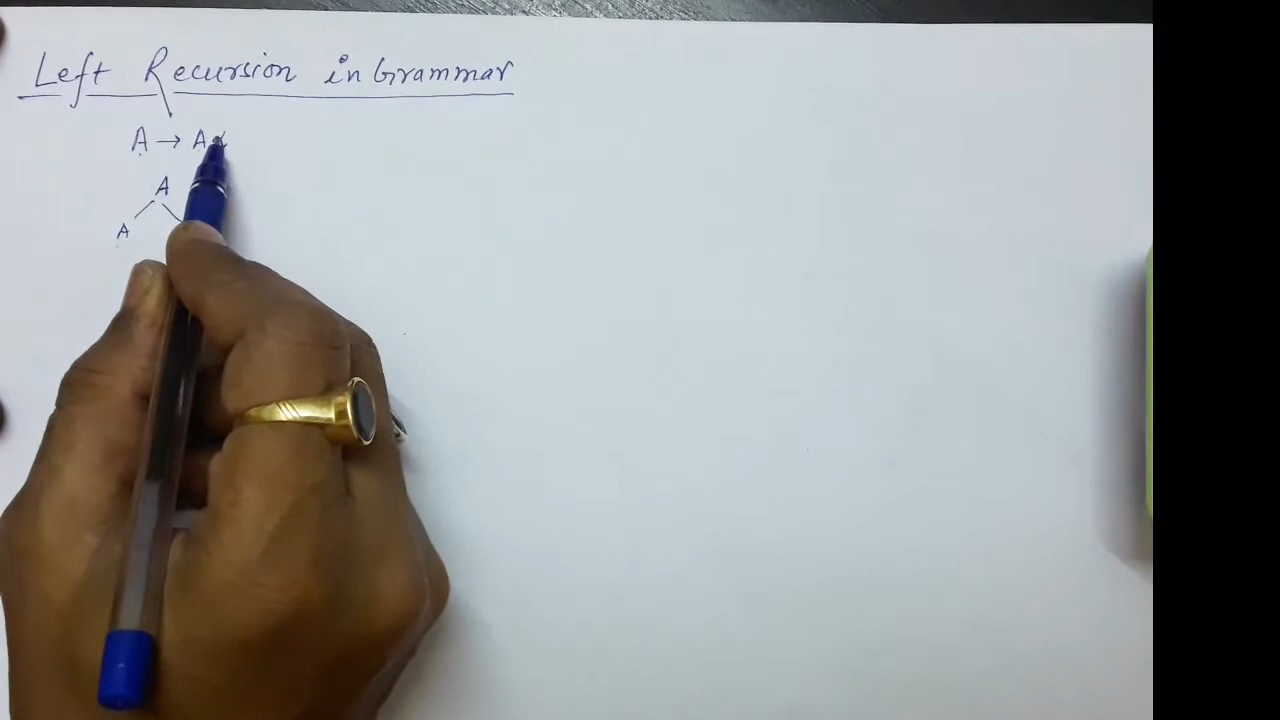 Left Recursion in Grammar
A → Aα
A
A